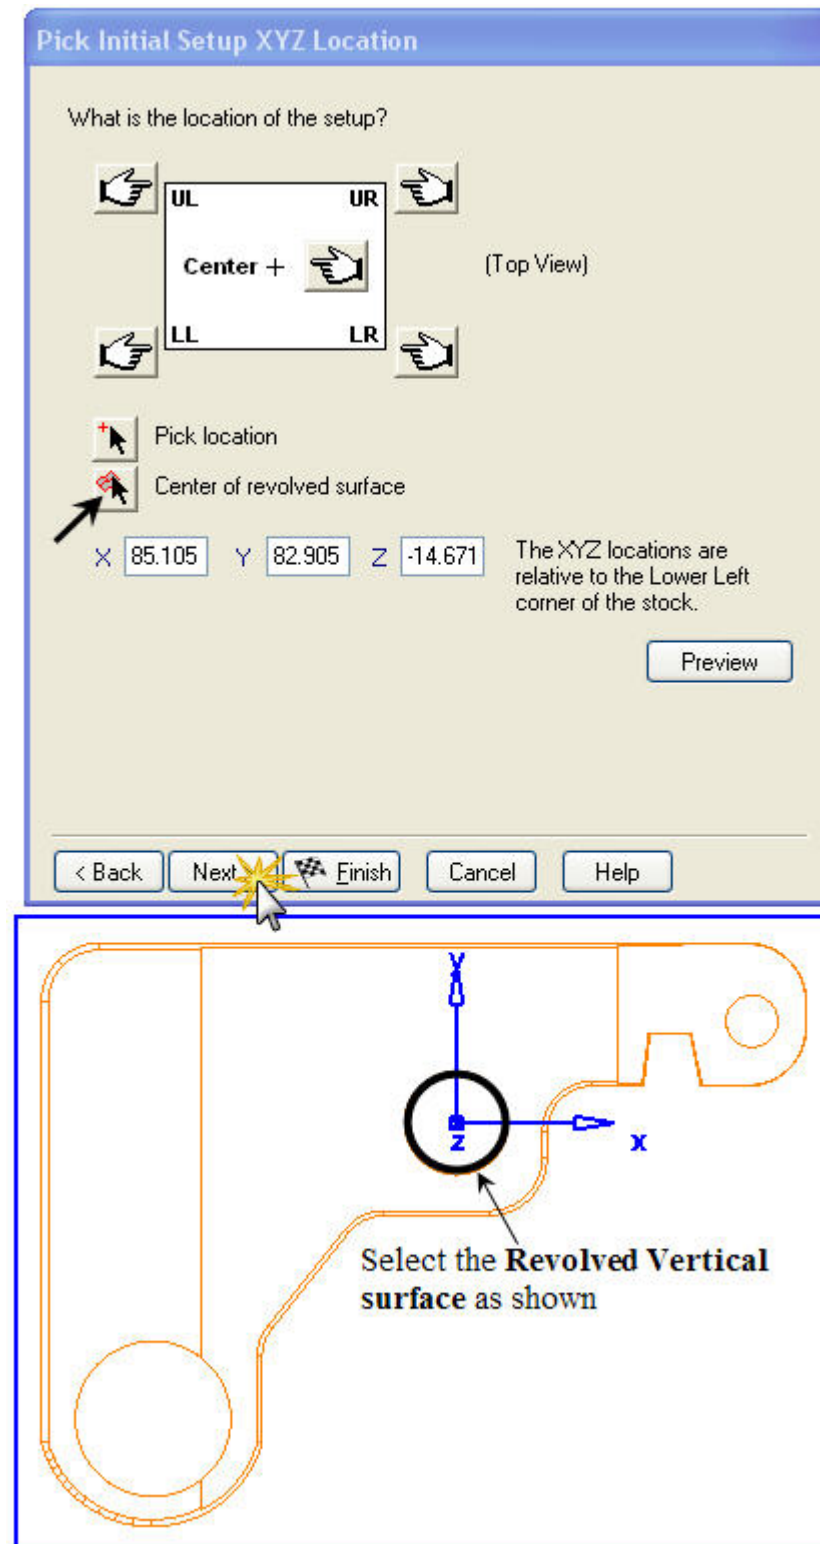 Pick Initial Setup XYZ Location
What is the location of the setup?
UL UR
Center +
(Top View)
LL LR
Pick location
Center of revolved surface
X 85.105 Y 82.905 Z -14.671
The XYZ locations are
relative to the Lower Left
corner of the stock.
Preview
< Back Next Finish Cancel Help
Y
Z
X
Select the Revolved Vertical
surface as shown